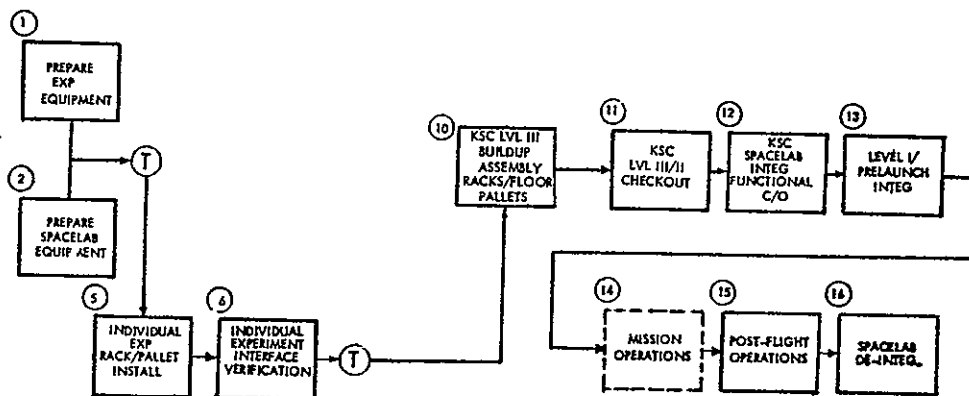 1
PREPARE
EXP
EQUIPMENT
T
2
PREPARE
SPACELAB
EQUIPMENT
5
INDIVIDUAL
EXP
RACK/PALLET
INSTALL
6
INDIVIDUAL
EXPERIMENT
INTERFACE
VERIFICATION
T
10
KSC LVL III
BUILDUP
ASSEMBLY
RACKS/FLOOR
PALLETS
11
KSC
LVL III/II
CHECKOUT
12
KSC
SPACELAB
INTEG
FUNCTIONAL
C/O
13
LEVEL I/
PRELAUNCH
INTEG
14
MISSION
OPERATIONS
15
POST-FLIGHT
OPERATIONS
16
SPACELAB
DE-INTEG.